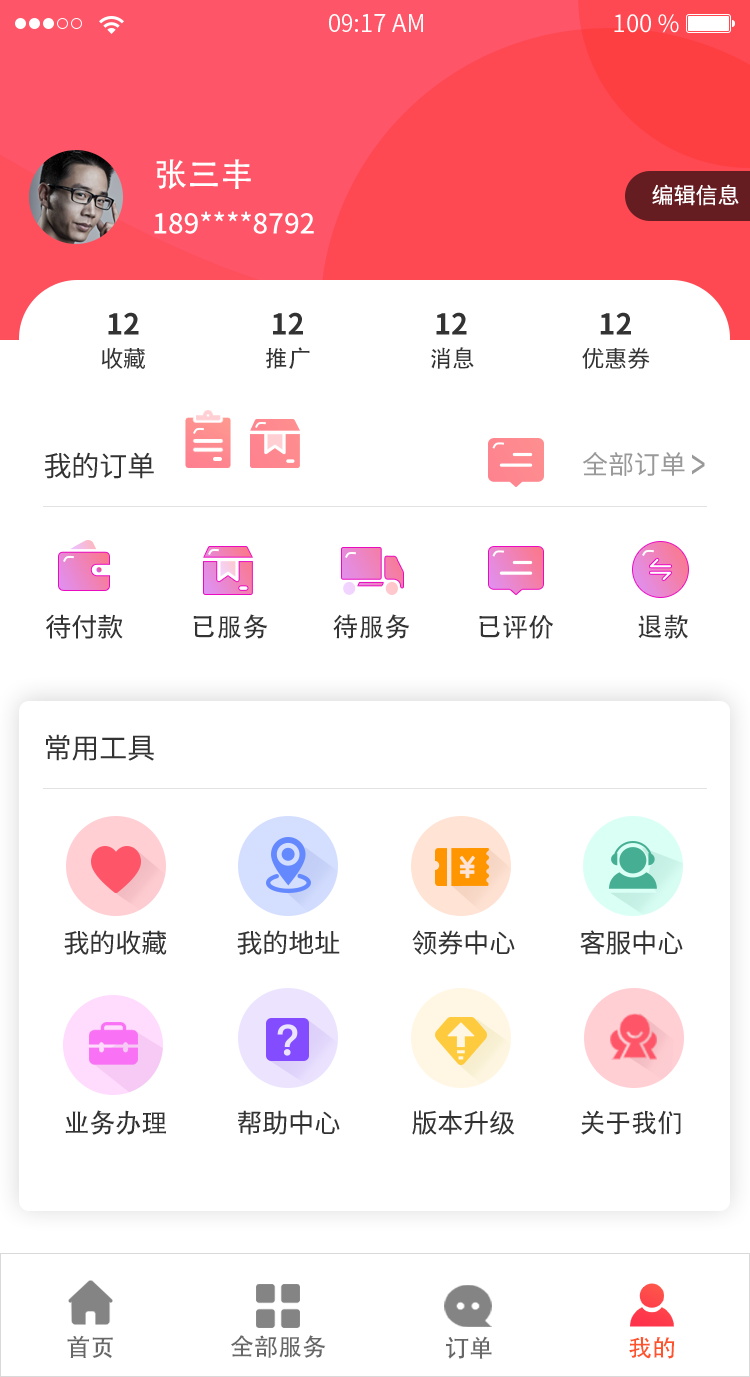 09:17 AM
100 %
张三丰
189****8792
编辑信息
12 12 12 12
收藏 推广 消息 优惠券
我的订单
全部订单 >
待付款 已服务 待服务 已评价 退款
常用工具
¥
我的收藏 我的地址 领券中心 客服中心
?
业务办理 帮助中心 版本升级 关于我们
首页 全部服务 订单 我的